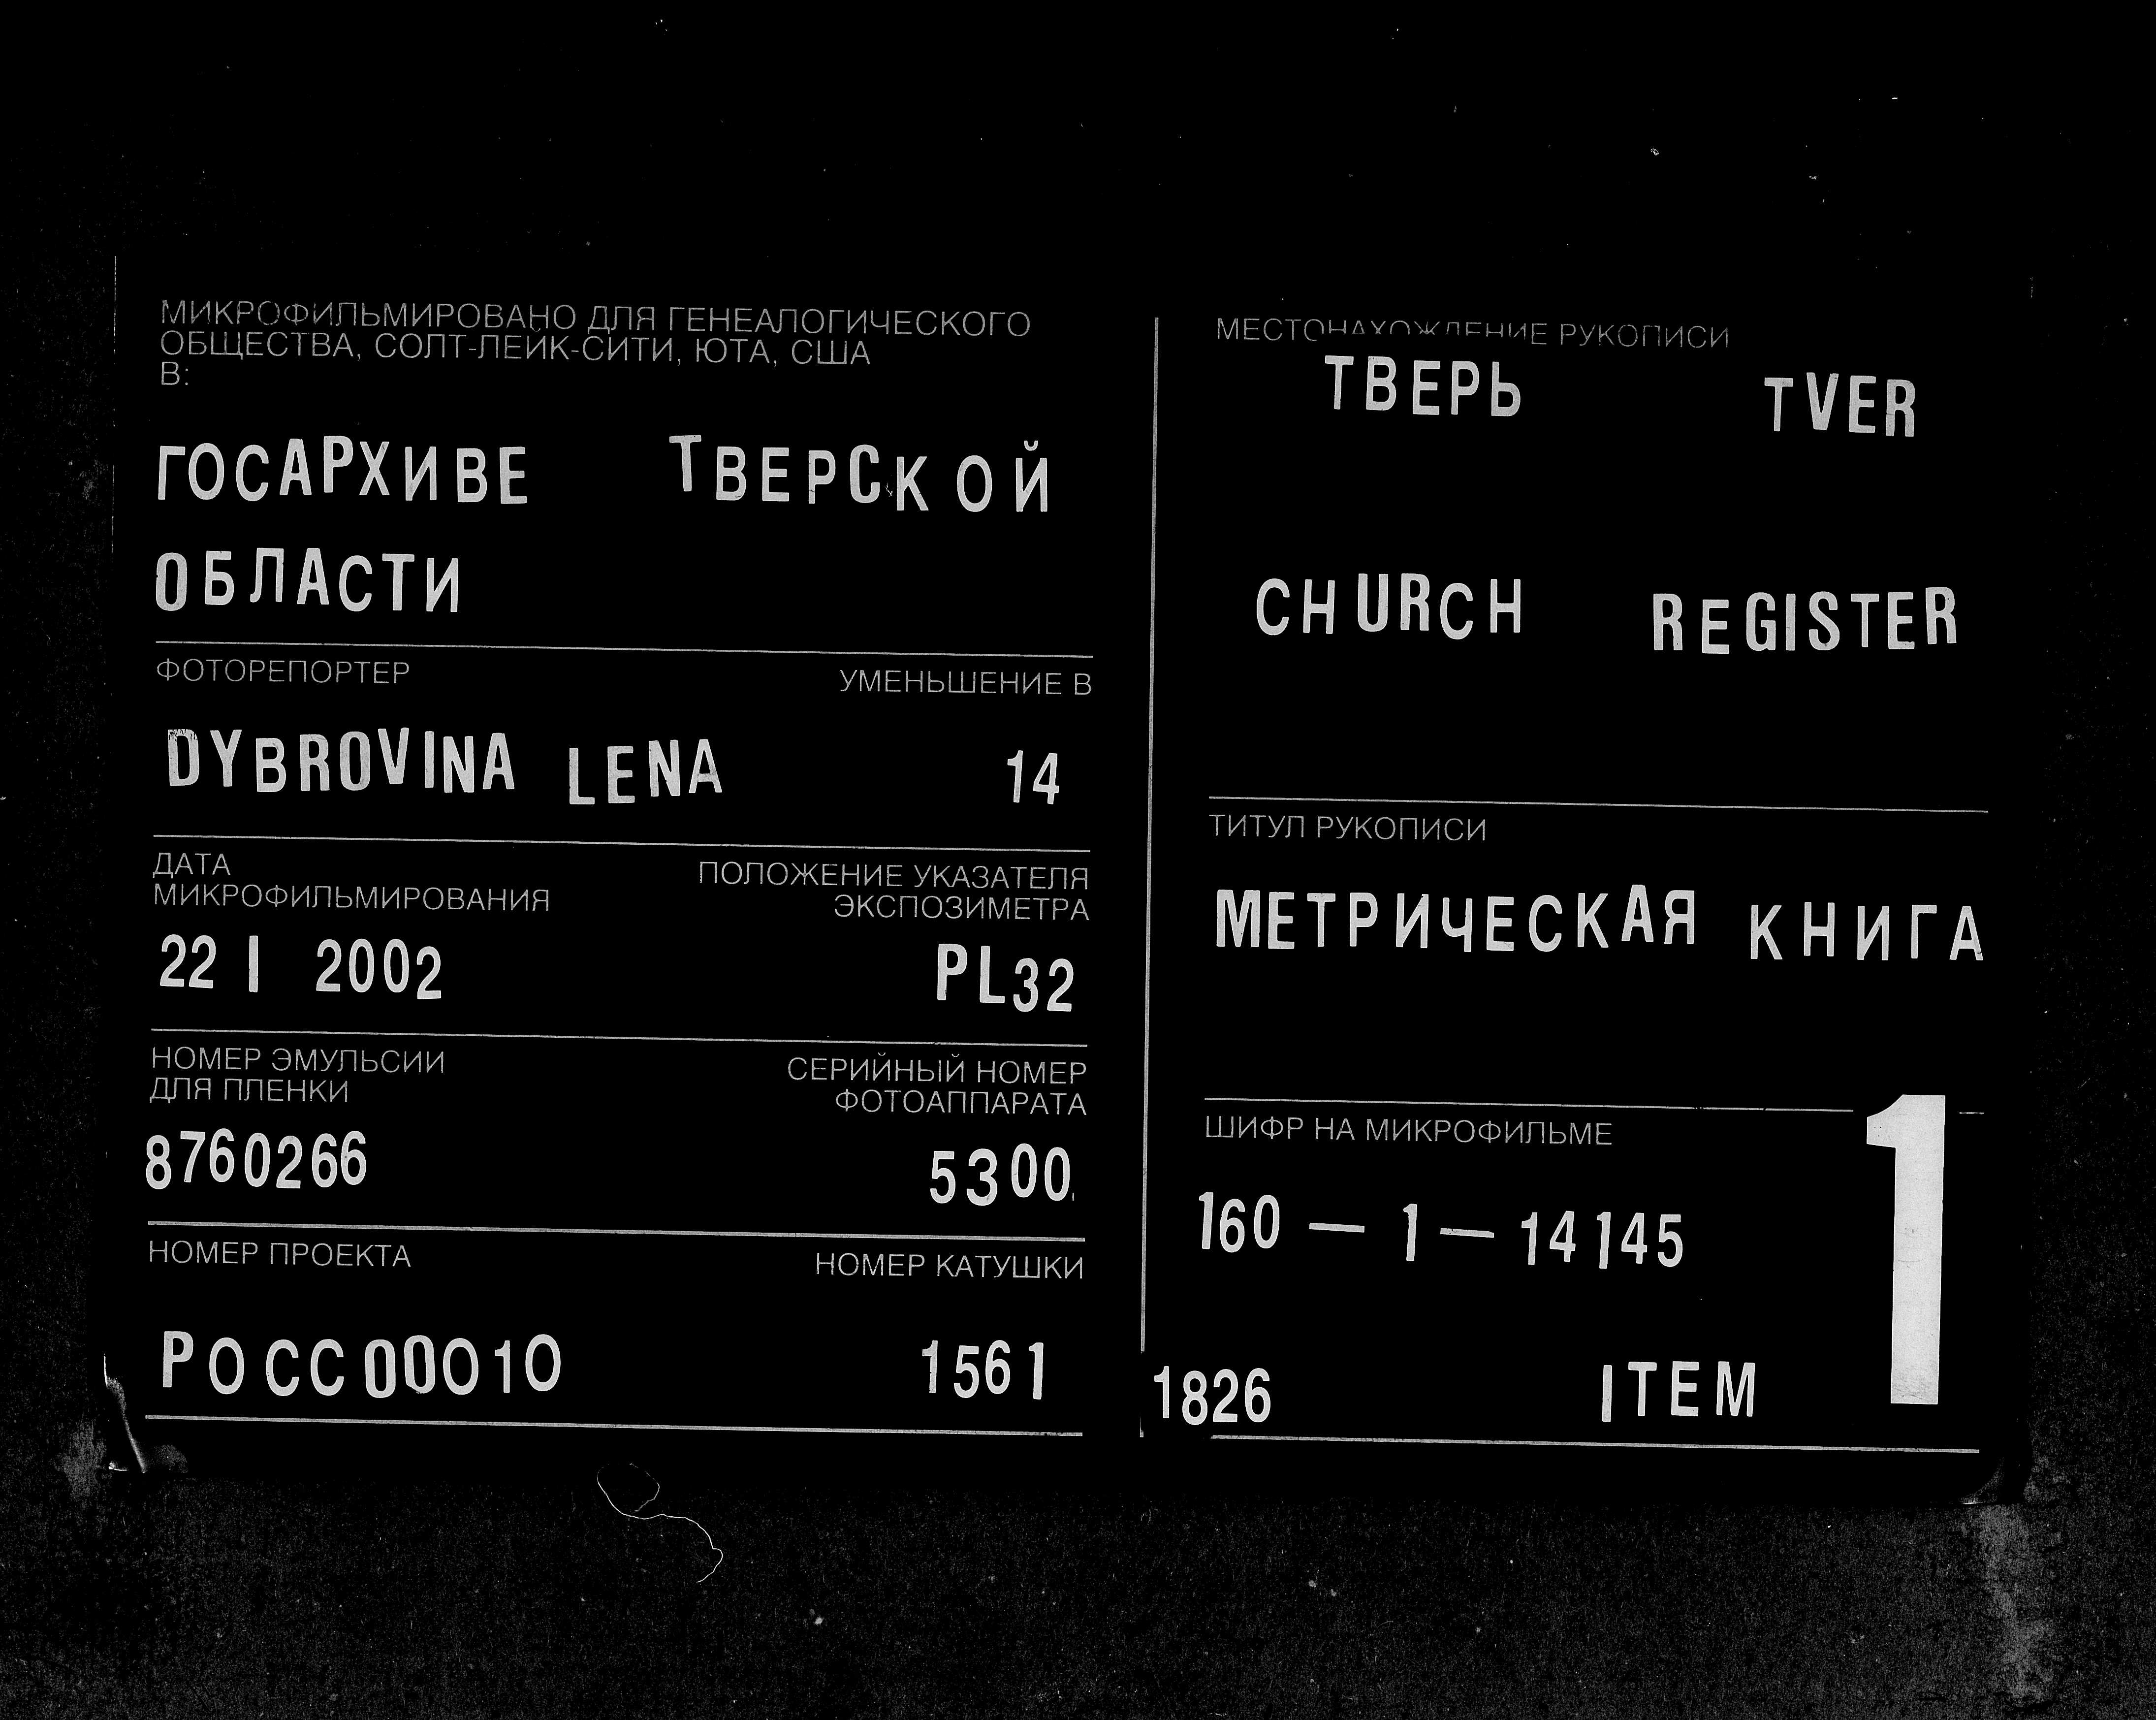 МИКРОФИЛЬМИРОВАНО ДЛЯ ГЕНЕАЛОГИЧЕСКОГО
ОБЩЕСТВА, СОЛТ-ЛЕЙК-СИТИ, ЮТА, США
В:
ГОСАРХИВЕ ТВЕРСКОЙ
ОБЛАСТИ
ФОТОРЕПОРТЕР УМЕНЬШЕНИЕ В
DYBROVINA LENA 14
ДАТА
МИКРОФИЛЬМИРОВАНИЯ
ПОЛОЖЕНИЕ УКАЗАТЕЛЯ
ЭКСПОЗИМЕТРА
22 I 2002 PL32
НОМЕР ЭМУЛЬСИИ
ДЛЯ ПЛЕНКИ
СЕРИЙНЫЙ НОМЕР
ФОТОАППАРАТА
8760266 5300
НОМЕР ПРОЕКТА НОМЕР КАТУШКИ
РОСС00010 1561
МЕСТОНАХОЖДЕНИЕ РУКОПИСИ
ТВЕРЬ TVER
CHURCH REGISTER
ТИТУЛ РУКОПИСИ
МЕТРИЧЕСКАЯ КНИГА
ШИФР НА МИКРОФИЛЬМЕ
160 — 1 — 14145
1826 ITEM 1